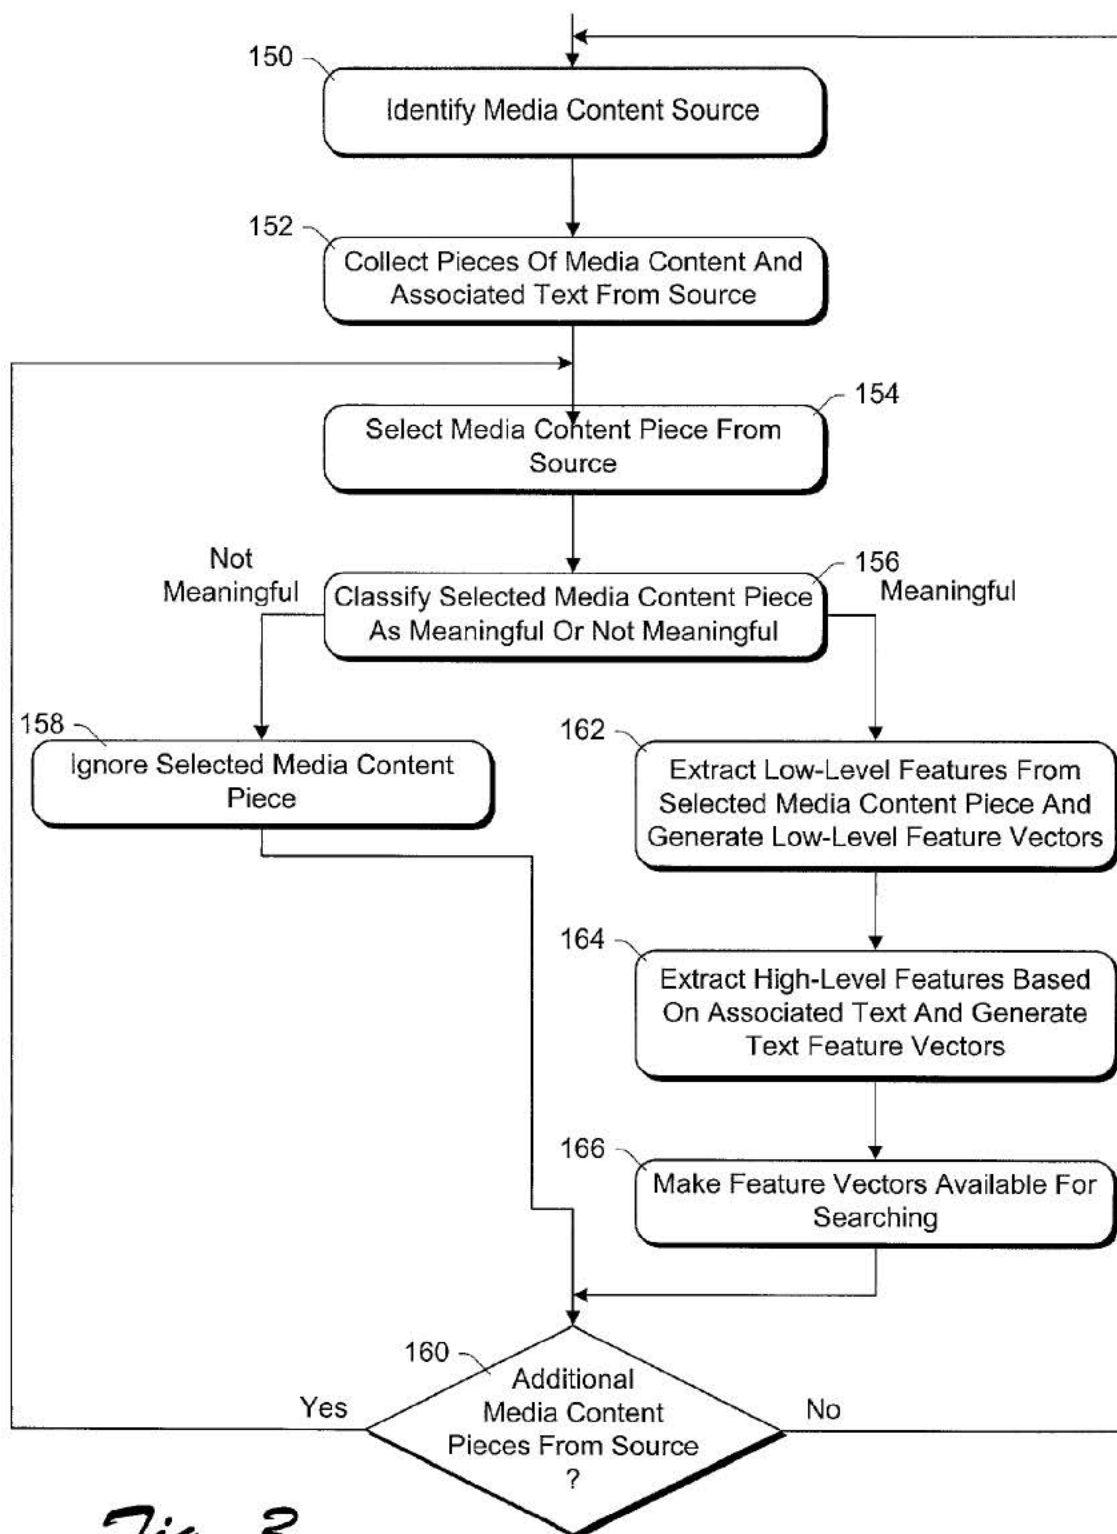 150
Identify Media Content Source
152
Collect Pieces Of Media Content And
Associated Text From Source
154
Select Media Content Piece From
Source
Not
Meaningful
156
Meaningful
Classify Selected Media Content Piece
As Meaningful Or Not Meaningful
158
Ignore Selected Media Content
Piece
162
Extract Low-Level Features From
Selected Media Content Piece And
Generate Low-Level Feature Vectors
164
Extract High-Level Features Based
On Associated Text And Generate
Text Feature Vectors
166
Make Feature Vectors Available For
Searching
160
Additional
Media Content
Pieces From Source
?
Yes
No
Fig. 3